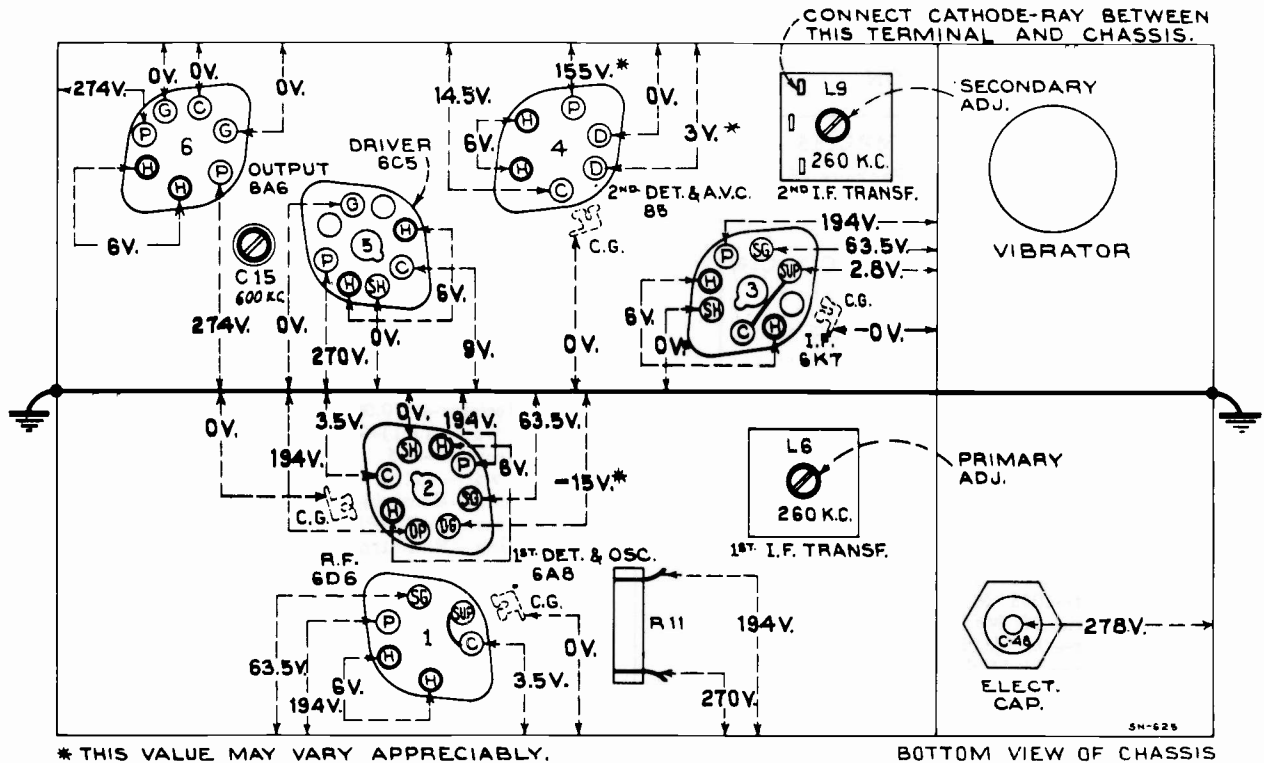 CONNECT CATHODE-RAY BETWEEN
THIS TERMINAL AND CHASSIS.
274V.
0V.
0V.
0V.
G
C
P
G
6
H
P
H
6V.
OUTPUT
8A6
DRIVER
6C5
14.5V.
155V.*
0V.
3V.*
H
P
D
6V.
4
H
D
C
2ND. DET. & A.V.C.
85
C.G.
L9
260 K.C.
SECONDARY
ADJ.
2ND I.F. TRANSF.
VIBRATOR
C15
600 KC
G
H
5
P
C
H
SH
6V.
194V.
63.5V.
2.8V.
P
SG
SUP
H
3
SH
C
H
C.G.
I.F.
6K7
6V.
0V.
-0V.
274V.
0V.
270V.
0V.
9V.
0V.
0V.
3.5V.
0V.
194V.
63.5V.
194V.
SH
H
6V.
C
P
2
-15V.*
H
SG
OP
OG
C.G.
L6
260 K.C.
PRIMARY
ADJ.
1ST. I.F. TRANSF.
R.F.
6D6
1ST. DET. & OSC.
6A8
SG
C.G.
P
SUP
1
C
H
H
63.5V.
194V.
6V.
3.5V.
0V.
R11
194V.
270V.
C-48
278V.
ELECT.
CAP.
SN-625
* THIS VALUE MAY VARY APPRECIABLY.
BOTTOM VIEW OF CHASSIS